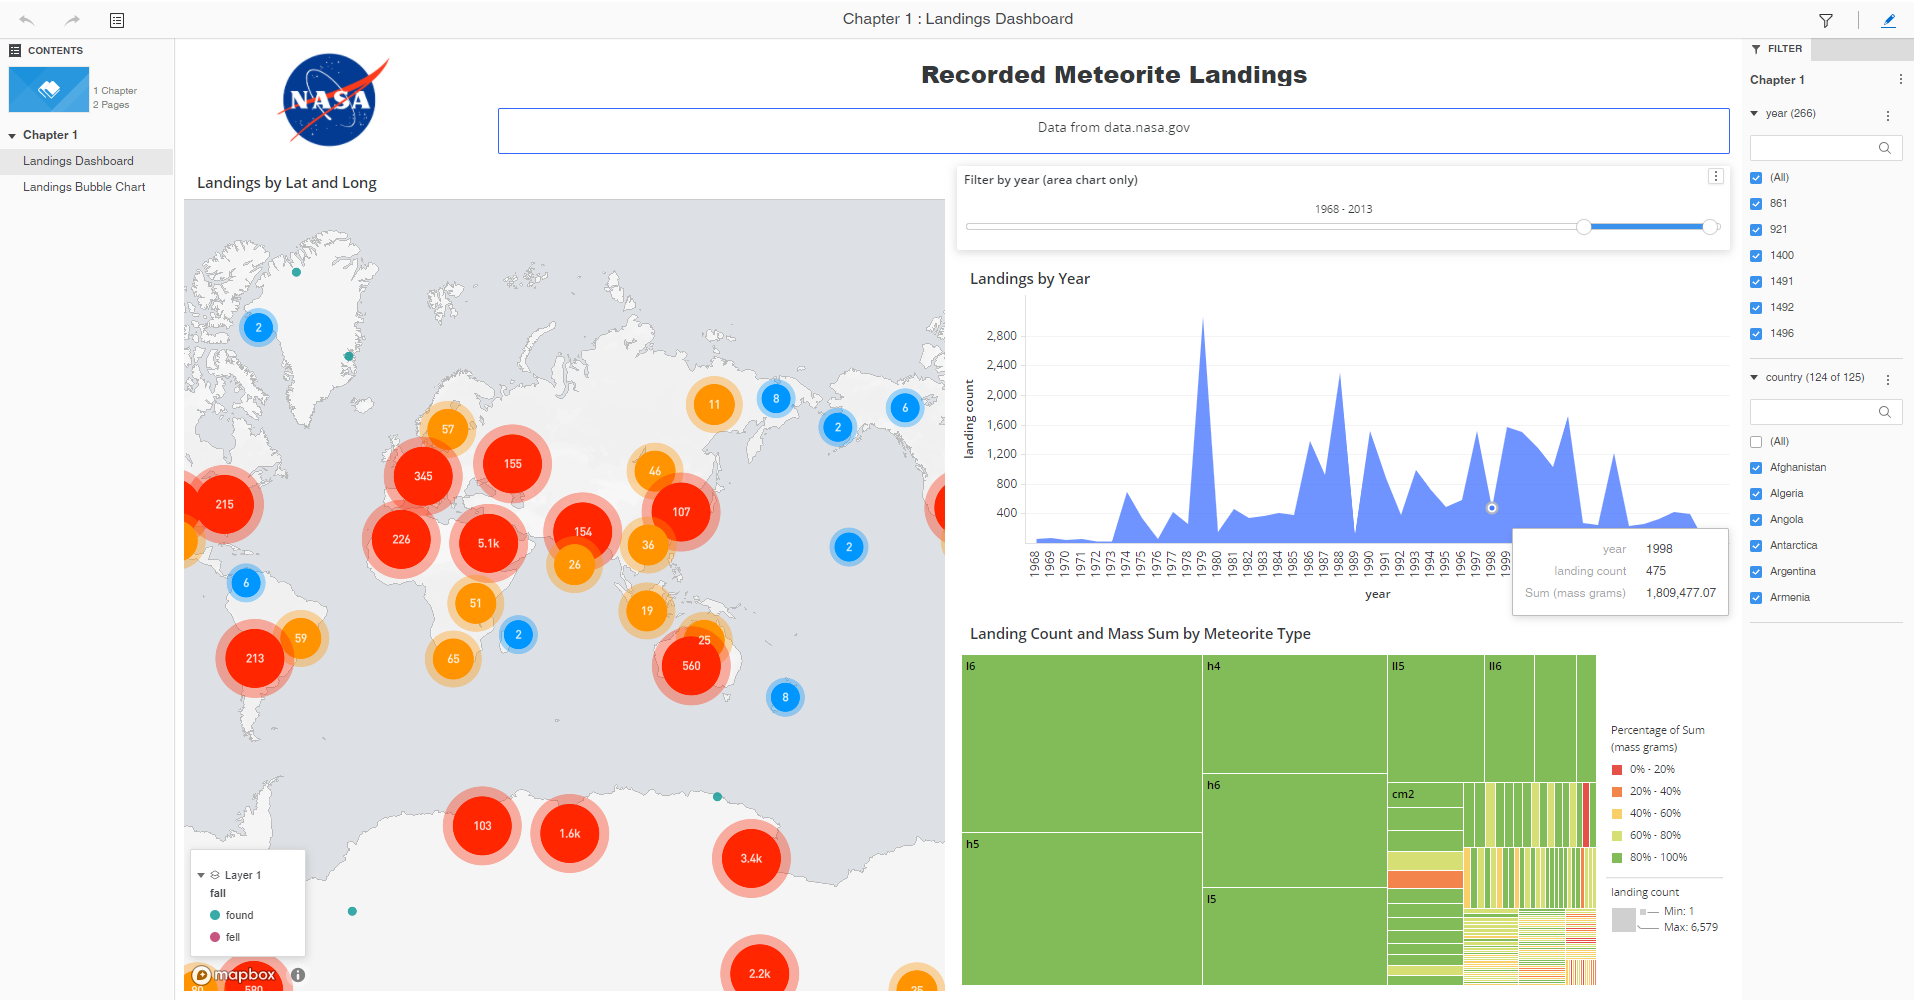 Chapter 1 : Landings Dashboard
CONTENTS
1 Chapter
2 Pages
Chapter 1
Landings Dashboard
Landings Bubble Chart
NASA
Recorded Meteorite Landings
Data from data.nasa.gov
Landings by Lat and Long
2
57
345
155
11
8
2
6
46
107
215
226
5.1k
154
36
26
2
6
51
19
59
2
25
213
65
560
8
103
1.6k
3.4k
2.2k
580
80
25
Layer 1
fall
found
fell
mapbox
Filter by year (area chart only)
1968 - 2013
Landings by Year
landing count
2,800
2,400
2,000
1,600
1,200
800
400
1968
1969
1970
1971
1972
1973
1974
1975
1976
1977
1978
1979
1980
1981
1982
1983
1984
1985
1986
1987
1988
1989
1990
1991
1992
1993
1994
1995
1996
1997
1998
1999
year
year 1998
landing count 475
Sum (mass grams) 1,809,477.07
Landing Count and Mass Sum by Meteorite Type
l6
h4
ll5
ll6
h6
cm2
h5
l5
Percentage of Sum
(mass grams)
0% - 20%
20% - 40%
40% - 60%
60% - 80%
80% - 100%
landing count
Min: 1
Max: 6,579
FILTER
Chapter 1
year (266)
(All)
861
921
1400
1491
1492
1496
country (124 of 125)
(All)
Afghanistan
Algeria
Angola
Antarctica
Argentina
Armenia